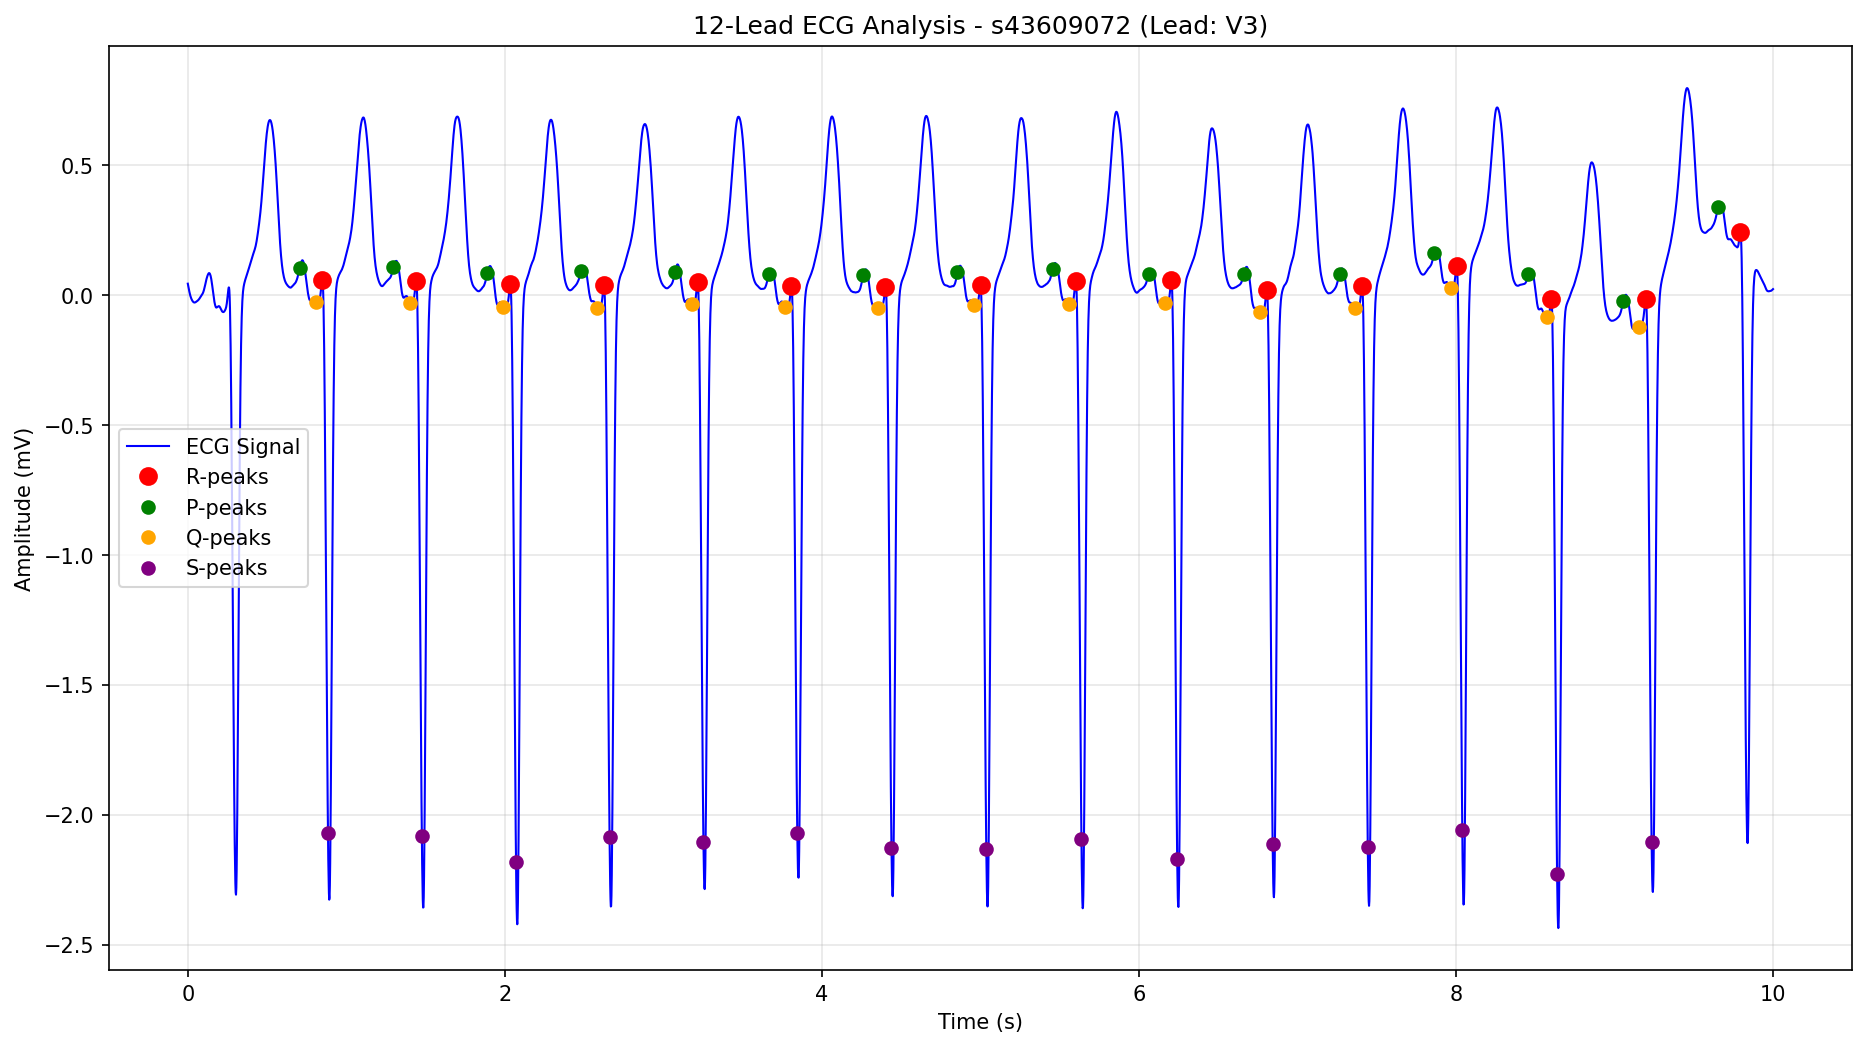 12-Lead ECG Analysis - s43609072 (Lead: V3)
Amplitude (mV)
0.5
0.0
−0.5
−1.0
−1.5
−2.0
−2.5
ECG Signal
R-peaks
P-peaks
Q-peaks
S-peaks
0 2 4 6 8 10
Time (s)